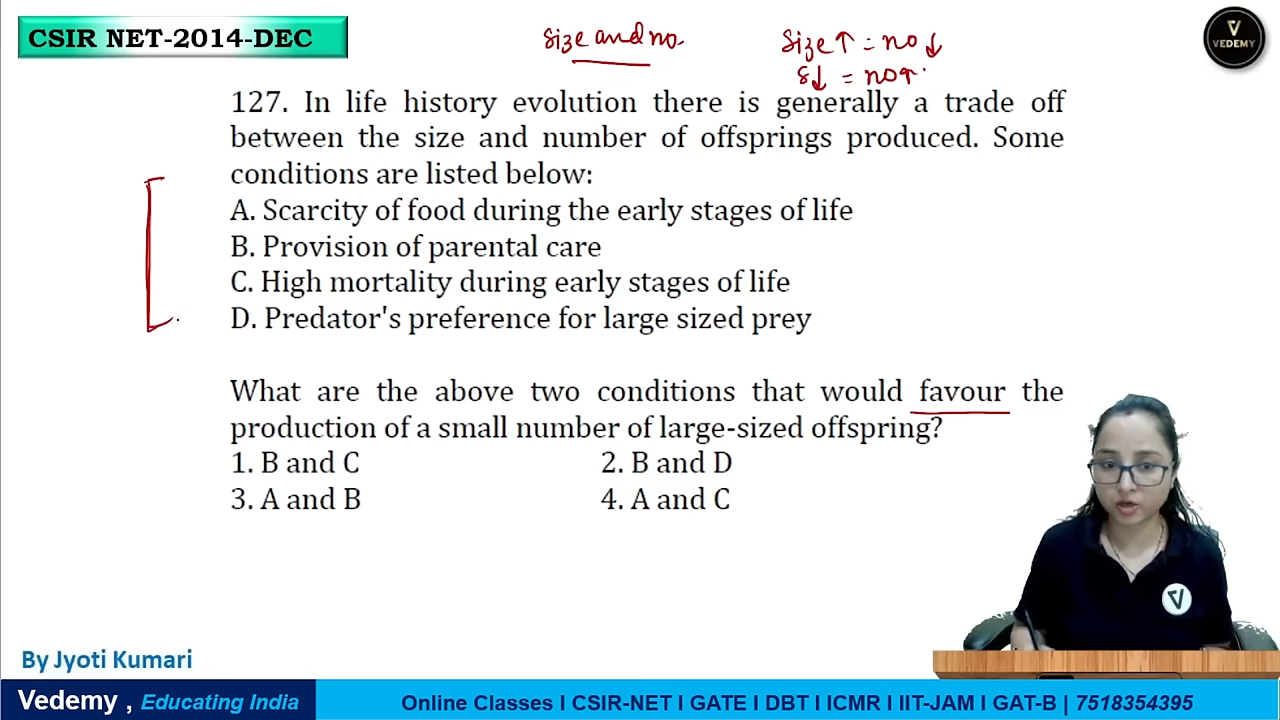 CSIR NET-2014-DEC
size and no.
Size↑ = no↓
s↓ = no↑
VEDEMY
127. In life history evolution there is generally a trade off
between the size and number of offsprings produced. Some
conditions are listed below:
A. Scarcity of food during the early stages of life
B. Provision of parental care
C. High mortality during early stages of life
D. Predator's preference for large sized prey
What are the above two conditions that would favour the
production of a small number of large-sized offspring?
1. B and C 2. B and D
3. A and B 4. A and C
By Jyoti Kumari
Vedemy , Educating India
Online Classes I CSIR-NET I GATE I DBT I ICMR I IIT-JAM I GAT-B | 7518354395